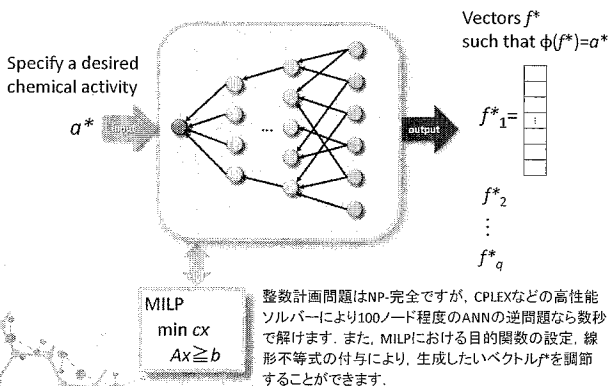 Specify a desired
chemical activity
a*
input
...
output
Vectors f*
such that ϕ(f*)=a*
f*₁=
⋮
f*₂
⋮
f*q
MILP
min cx
Ax≧b
整数計画問題はNP-完全ですが，CPLEXなどの高性能
ソルバーにより100ノード程度のANNの逆問題なら数秒
で解けます．また，MILPにおける目的関数の設定，線
形不等式の付与により，生成したいベクトルf*を調節
することができます．